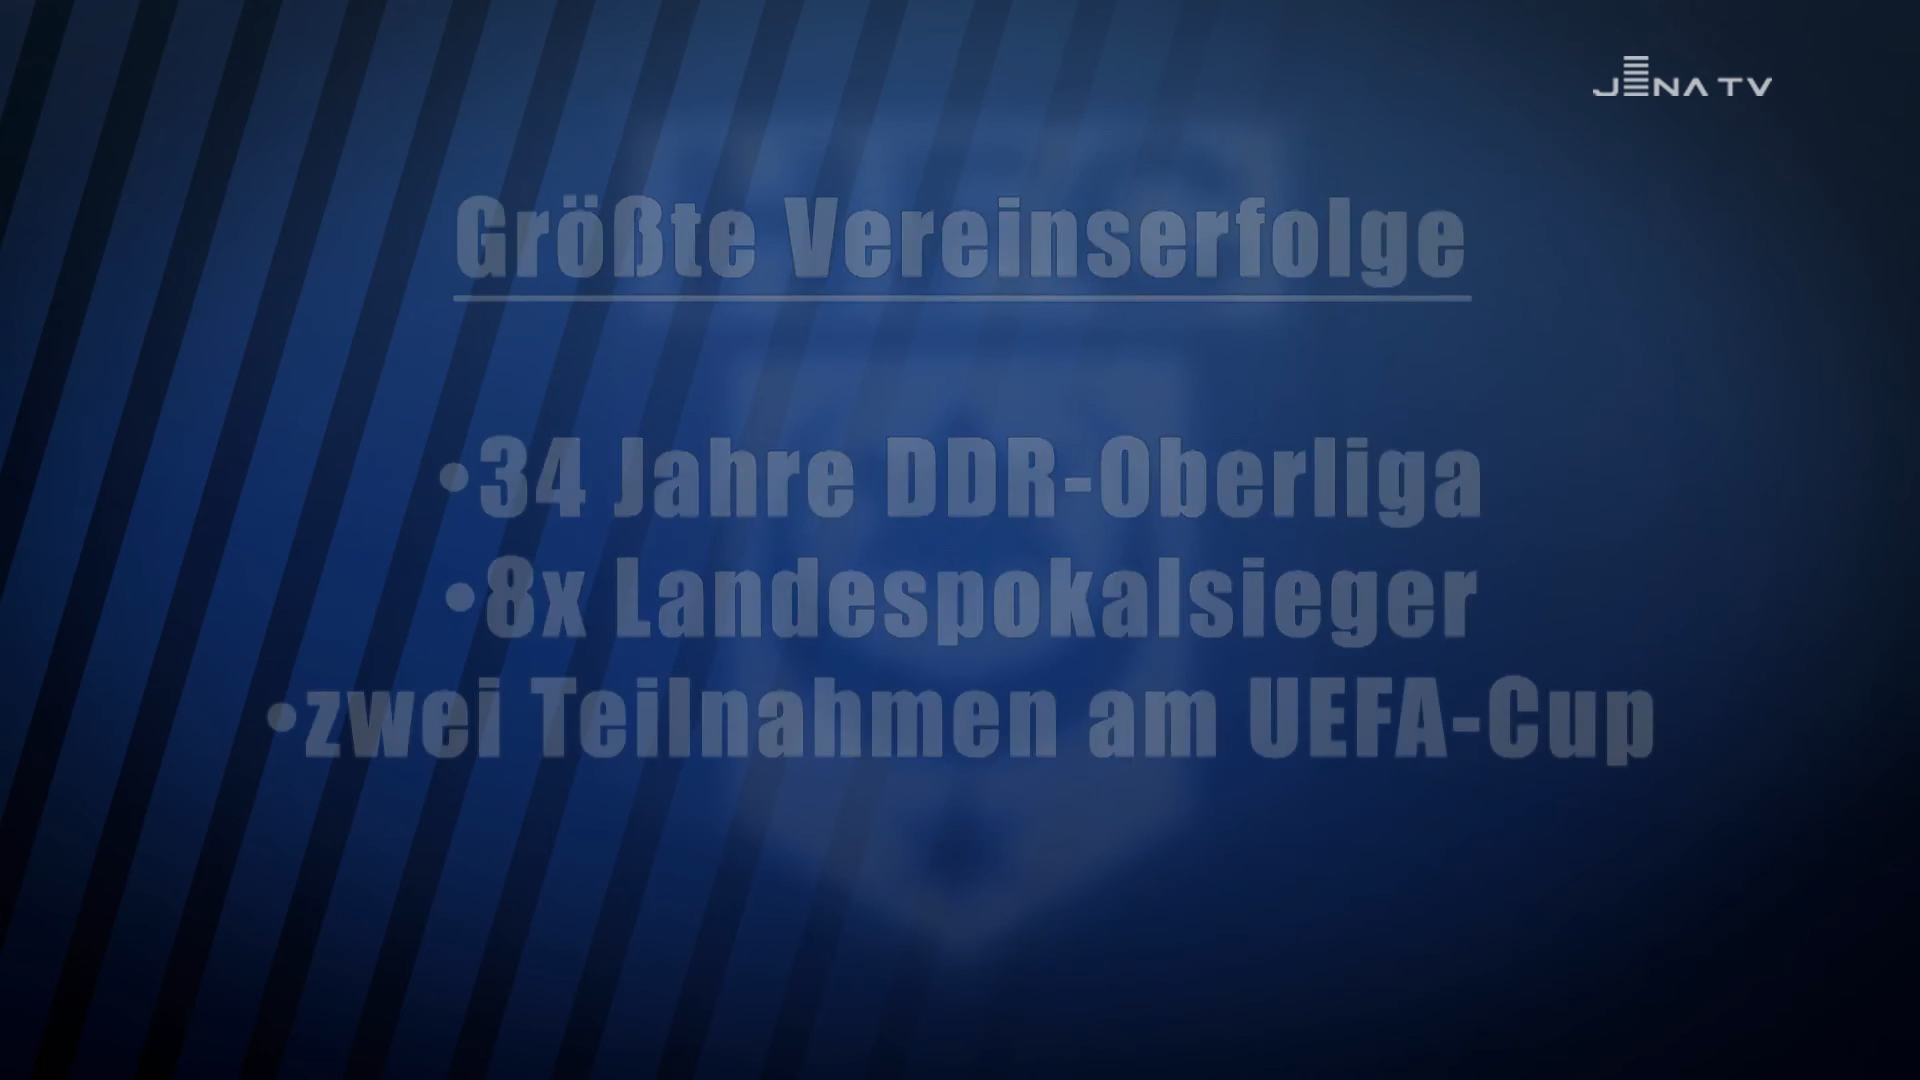 JENA TV
Größte Vereinserfolge
•34 Jahre DDR-Oberliga
•8x Landespokalsieger
•zwei Teilnahmen am UEFA-Cup